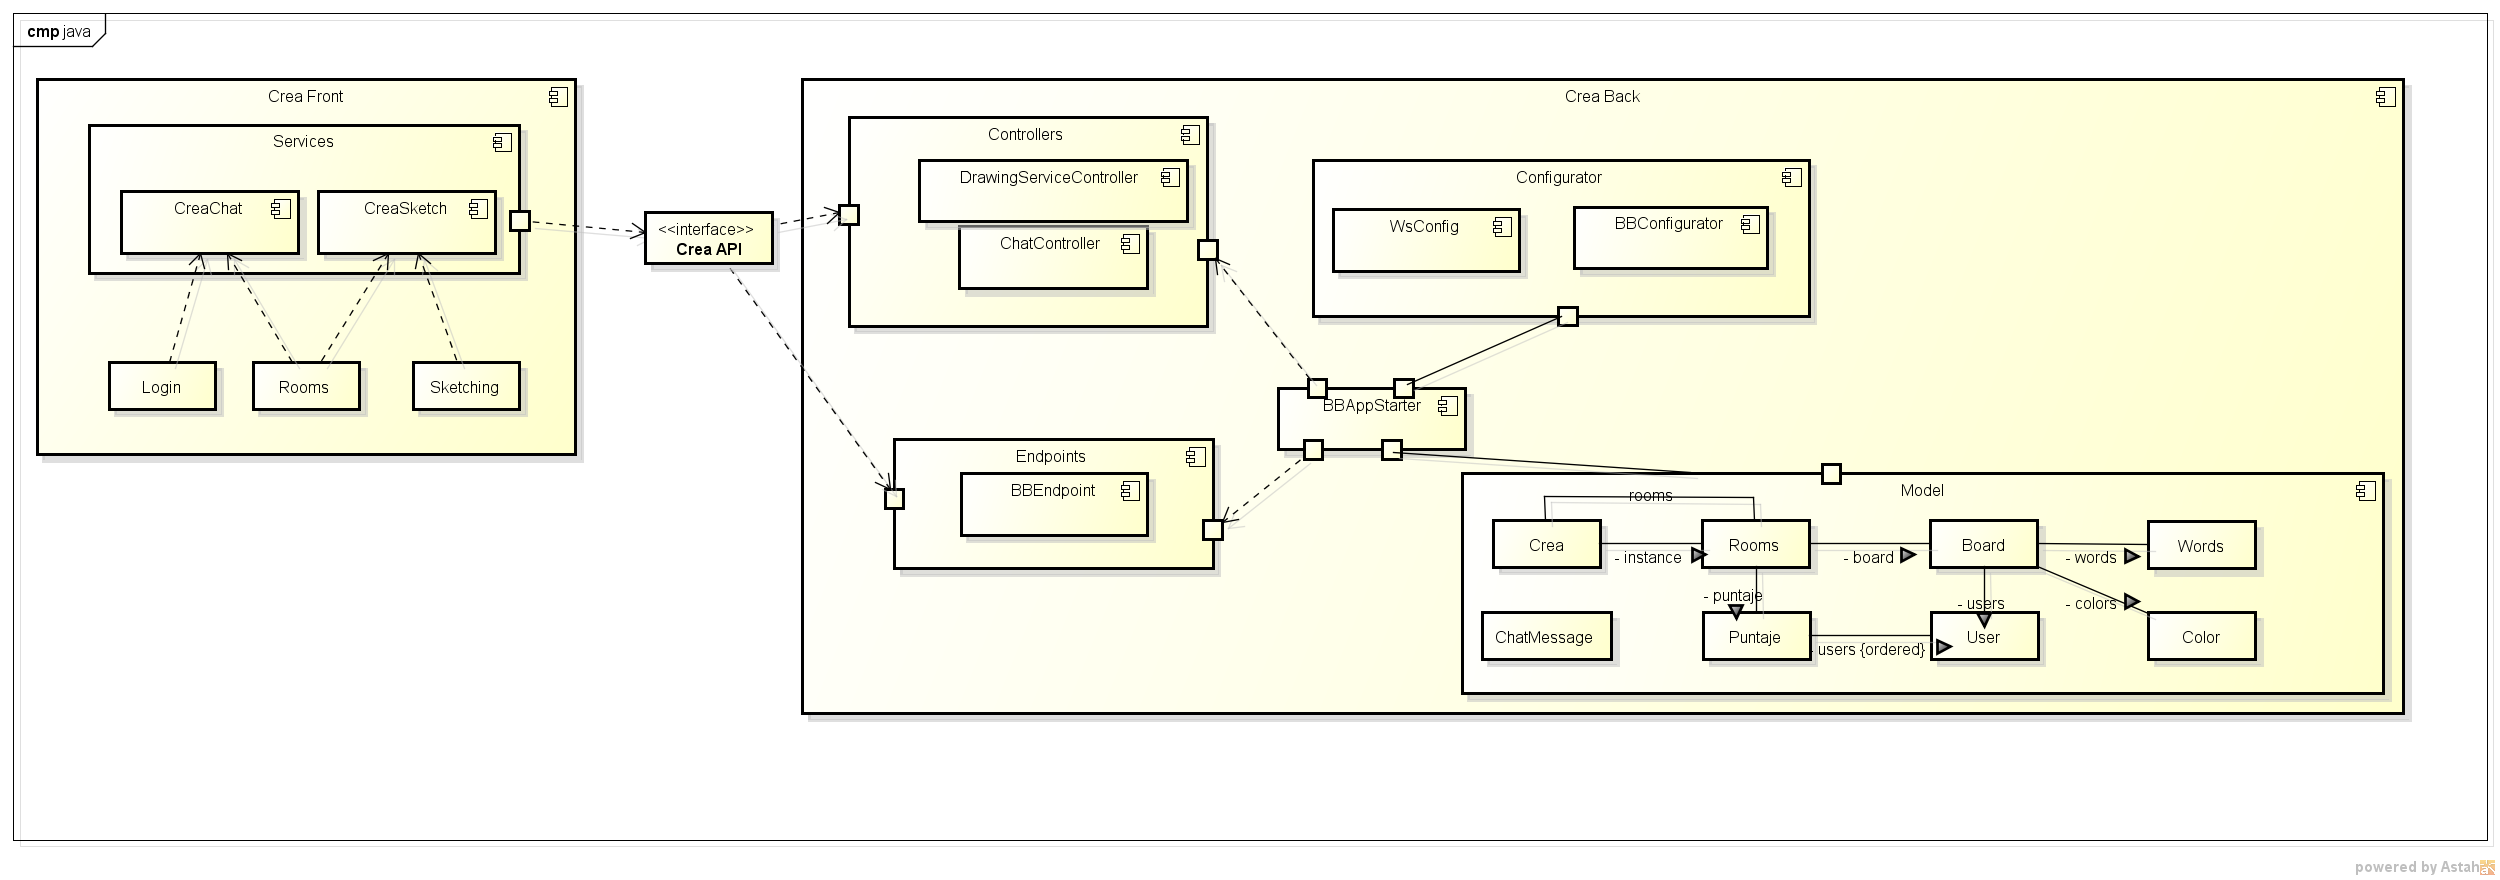 cmp java
Crea Front
Services
CreaChat
CreaSketch
Login
Rooms
Sketching
<<interface>>
Crea API
Crea Back
Controllers
DrawingServiceController
ChatController
Configurator
WsConfig
BBConfigurator
BBAppStarter
Endpoints
BBEndpoint
Model
rooms
Crea
- instance
Rooms
- board
Board
- words
Words
- puntaje
- users
- colors
ChatMessage
Puntaje
- users {ordered}
User
Color
powered by Astah